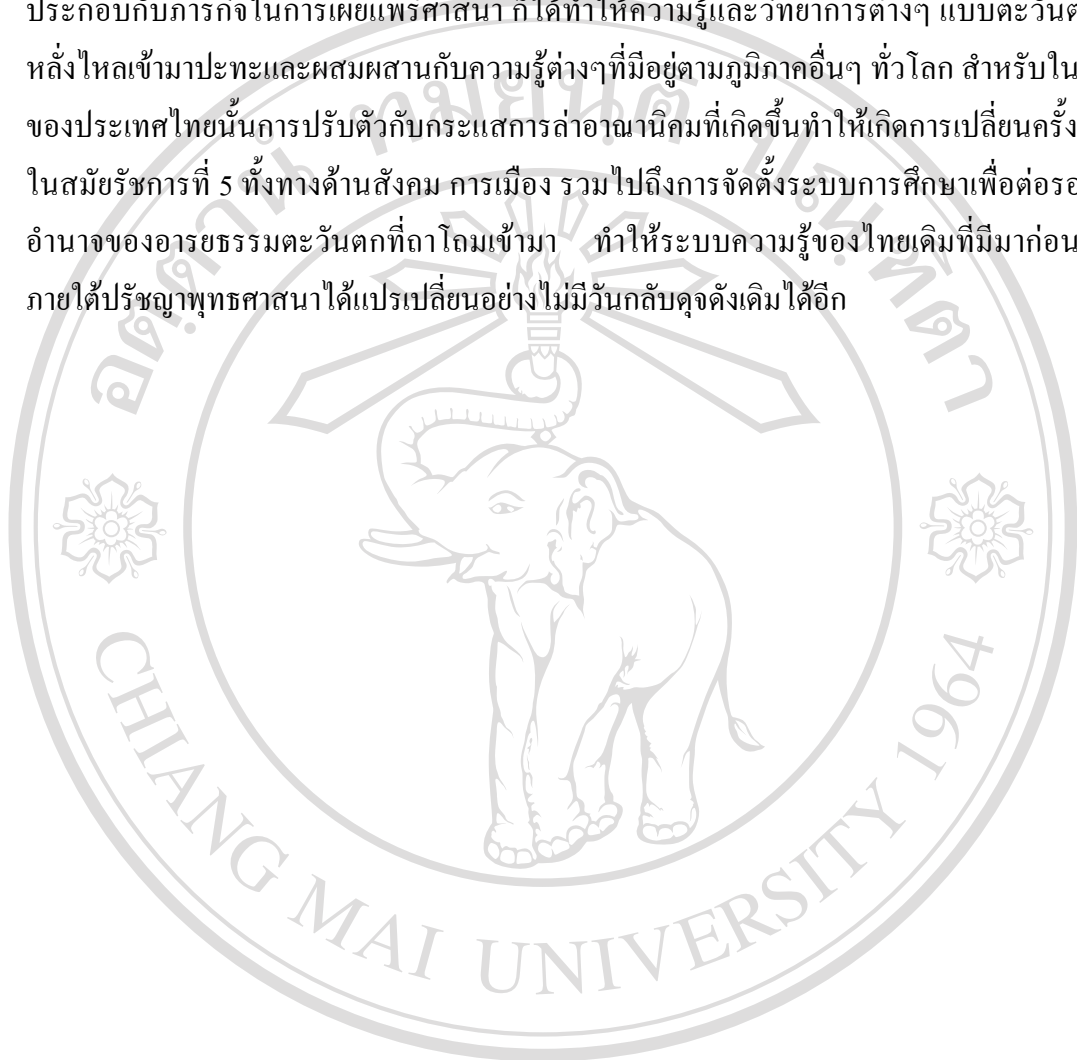 ประกอบกับภารกิจในการเผยแพร่ศาสนา ก็ได้ทำให้ความรู้และวิทยาการต่างๆ แบบตะวันต
หลั่งไหลเข้ามาปะทะและผสมผสานกับความรู้ต่างๆที่มีอยู่ตามภูมิภาคอื่นๆ ทั่วโลก สำหรับใน
ของประเทศไทยนั้นการปรับตัวกับกระแสการล่าอาณานิคมที่เกิดขึ้นทำให้เกิดการเปลี่ยนครั้ง
ในสมัยรัชการที่ 5 ทั้งทางด้านสังคม การเมือง รวมไปถึงการจัดตั้งระบบการศึกษาเพื่อต่อรอ
อำนาจของอารยธรรมตะวันตกที่ถาโถมเข้ามา ทำให้ระบบความรู้ของไทยเดิมที่มีมาก่อน
ภายใต้ปรัชญาพุทธศาสนาได้แปรเปลี่ยนอย่างไม่มีวันกลับดุจดังเดิมได้อีก
อตฺตานํ ทมยนฺติ ปณฺฑิตา
CHIANG MAI UNIVERSITY 1964